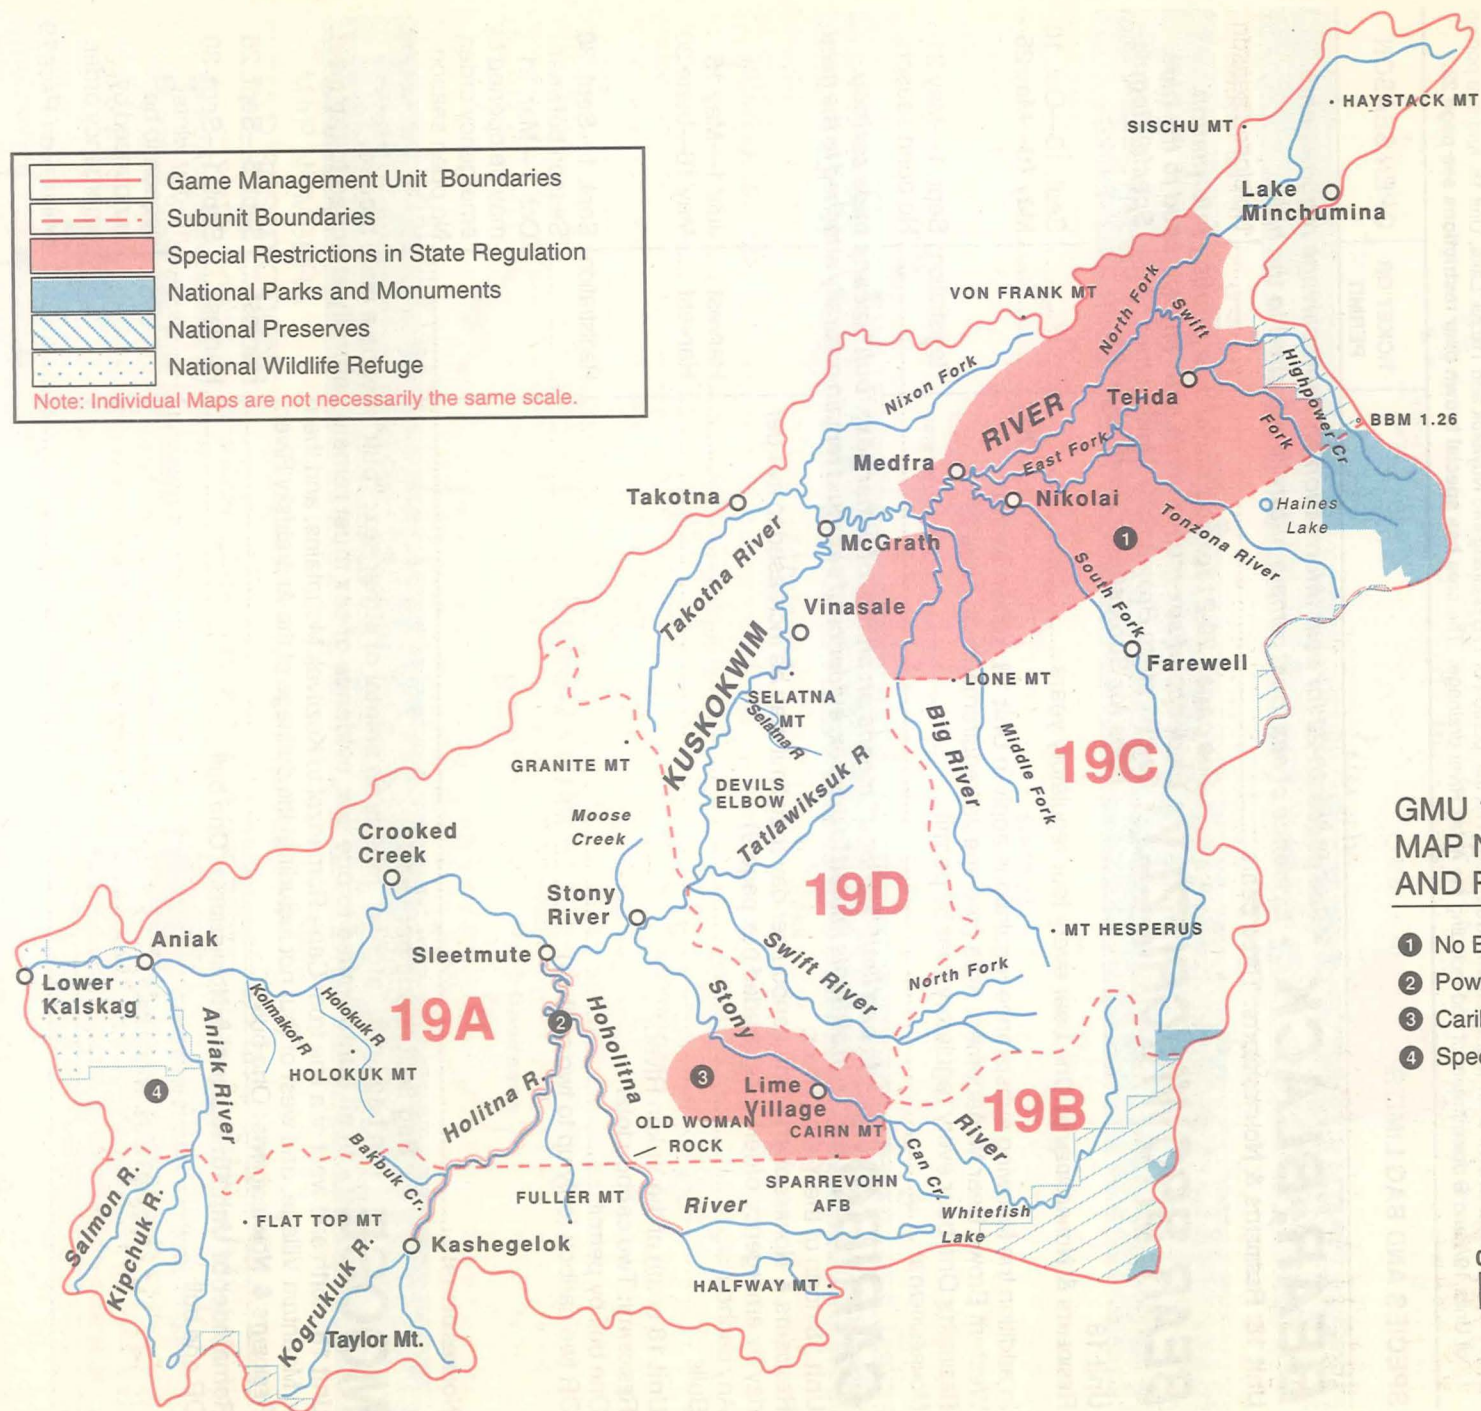 Game Management Unit Boundaries
Subunit Boundaries
Special Restrictions in State Regulation
National Parks and Monuments
National Preserves
National Wildlife Refuge
Note: Individual Maps are not necessarily the same scale.
HAYSTACK MT
SISCHU MT
Lake
Minchumina
VON FRANK MT
North Fork
Swift
Nixon Fork
Highpower Cr
Telida
Fork
BBM 1.26
RIVER
East Fork
Medfra
Takotna
Nikolai
Haines
Lake
McGrath
1
Tonzona River
Takotna River
South Fork
Vinasale
KUSKOKWIM
Farewell
LONE MT
SELATNA
MT
Selatna R
Big River
Middle Fork
19C
GRANITE MT
DEVILS
ELBOW
Tatlawiksuk R
Moose
Creek
Crooked
Creek
19D
Stony
River
MT HESPERUS
Aniak
Sleetmute
Swift River
North Fork
Lower
Kalskag
Kolmakof R
Holokuk R
19A
Stony
2
Aniak River
HOLOKUK MT
Hoholitna
3
Lime
Village
4
19B
Holitna R.
OLD WOMAN
ROCK
CAIRN MT
River
Bakbuk Cr.
Can Cr.
Salmon R.
Kipchuk R.
FULLER MT
SPARREVOHN
AFB
River
Whitefish
Lake
FLAT TOP MT
Kashegelok
Kogrukluk R.
HALFWAY MT
Taylor Mt.
GMU
MAP
AND
1 No
2
3
4